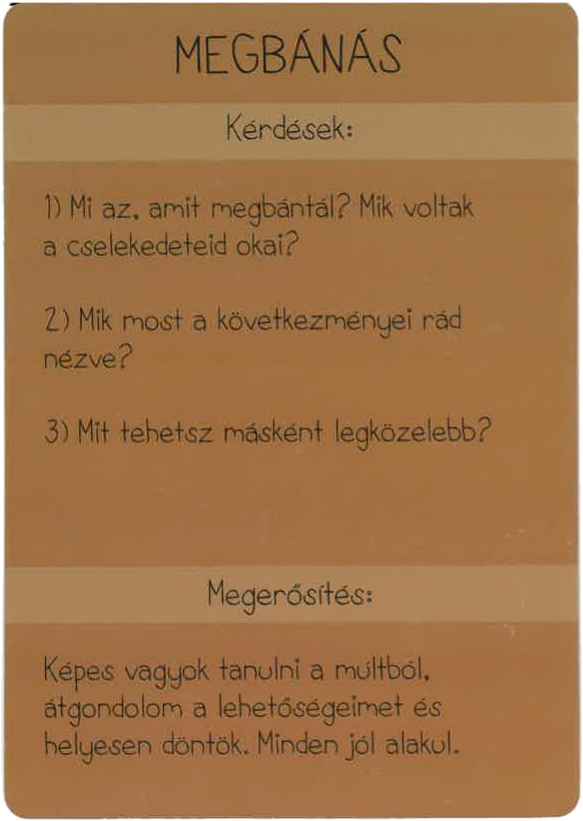 MEGBÁNÁS
Kérdések:
1) Mi az, amit megbántál? Mik voltak
a cselekedeteid okai?
2) Mik most a következményei rád
nézve?
3) Mit tehetsz másként legközelebb?
Megerősítés:
Képes vagyok tanulni a múltból,
átgondolom a lehetőségeimet és
helyesen döntök. Minden jól alakul.